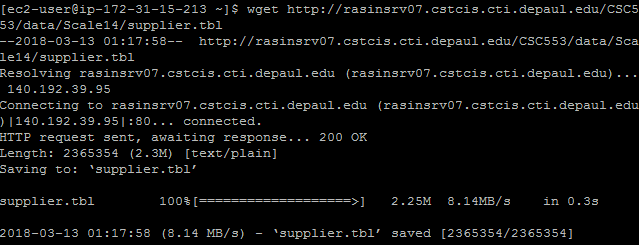 [ec2-user@ip-172-31-15-213 ~]$ wget http://rasinsrv07.cstcis.cti.depaul.edu/CSC5
53/data/Scale14/supplier.tbl
--2018-03-13 01:17:58--  http://rasinsrv07.cstcis.cti.depaul.edu/CSC553/data/Sca
le14/supplier.tbl
Resolving rasinsrv07.cstcis.cti.depaul.edu (rasinsrv07.cstcis.cti.depaul.edu)...
 140.192.39.95
Connecting to rasinsrv07.cstcis.cti.depaul.edu (rasinsrv07.cstcis.cti.depaul.edu
)|140.192.39.95|:80... connected.
HTTP request sent, awaiting response... 200 OK
Length: 2365354 (2.3M) [text/plain]
Saving to: ‘supplier.tbl’
supplier.tbl        100%[===================>]   2.25M  8.14MB/s    in 0.3s
2018-03-13 01:17:58 (8.14 MB/s) - ‘supplier.tbl’ saved [2365354/2365354]